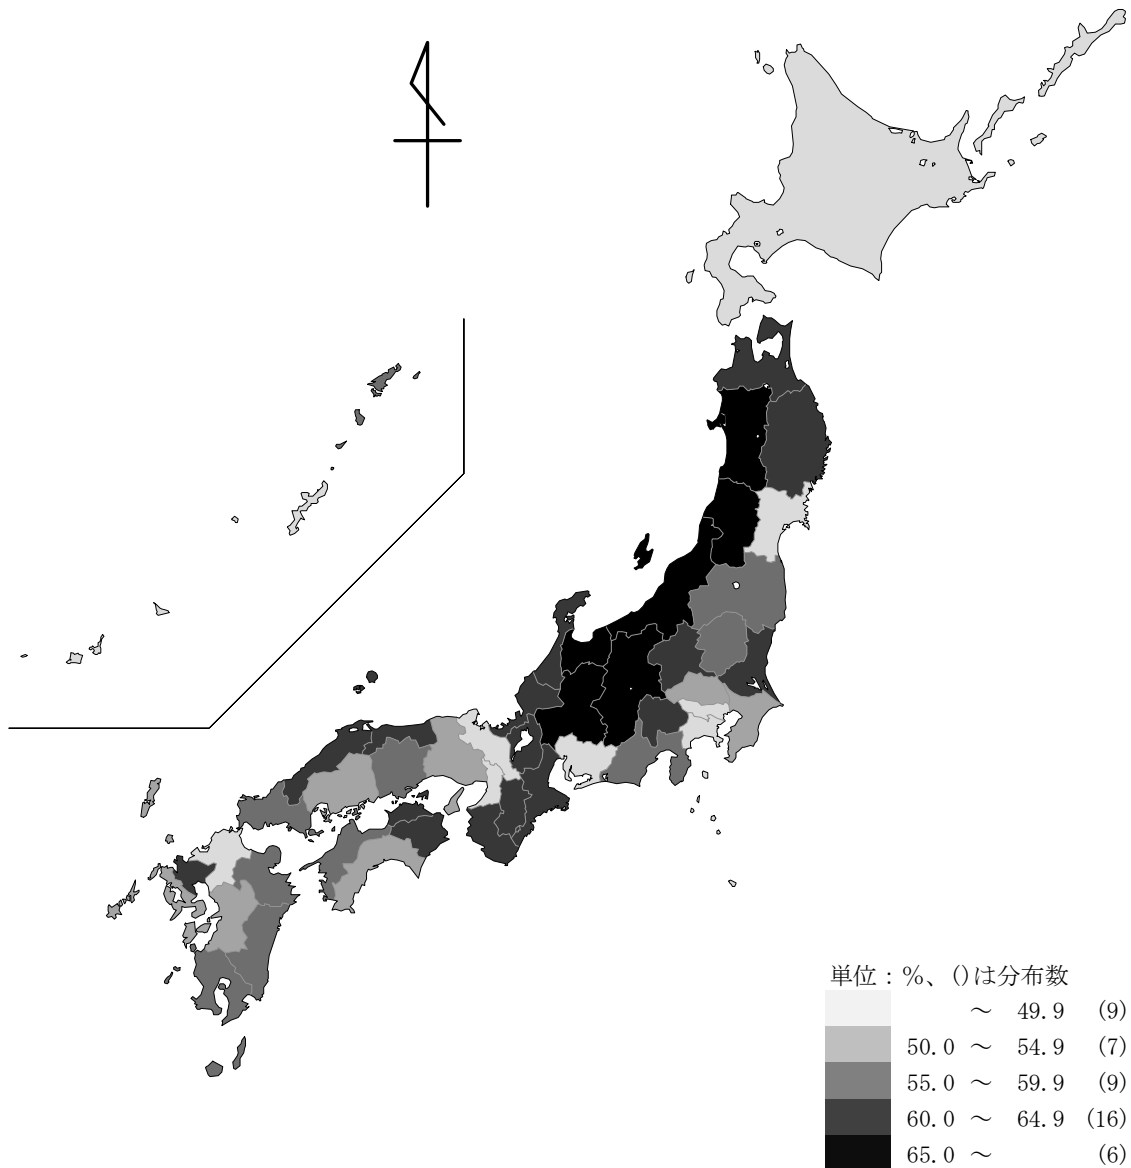 単位：%、()は分布数
～ 49.9 (9)
50.0 ～ 54.9 (7)
55.0 ～ 59.9 (9)
60.0 ～ 64.9 (16)
65.0 ～ (6)